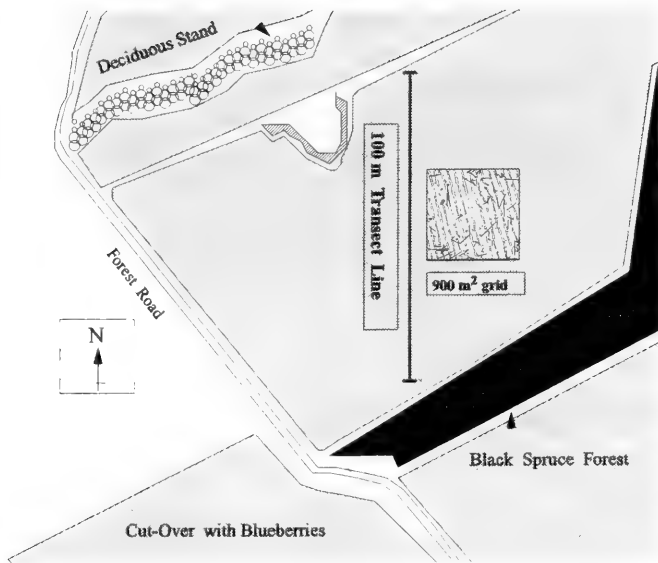 Deciduous Stand
100 m Transect Line
900 m² grid
Forest Road
N
Black Spruce Forest
Cut-Over with Blueberries